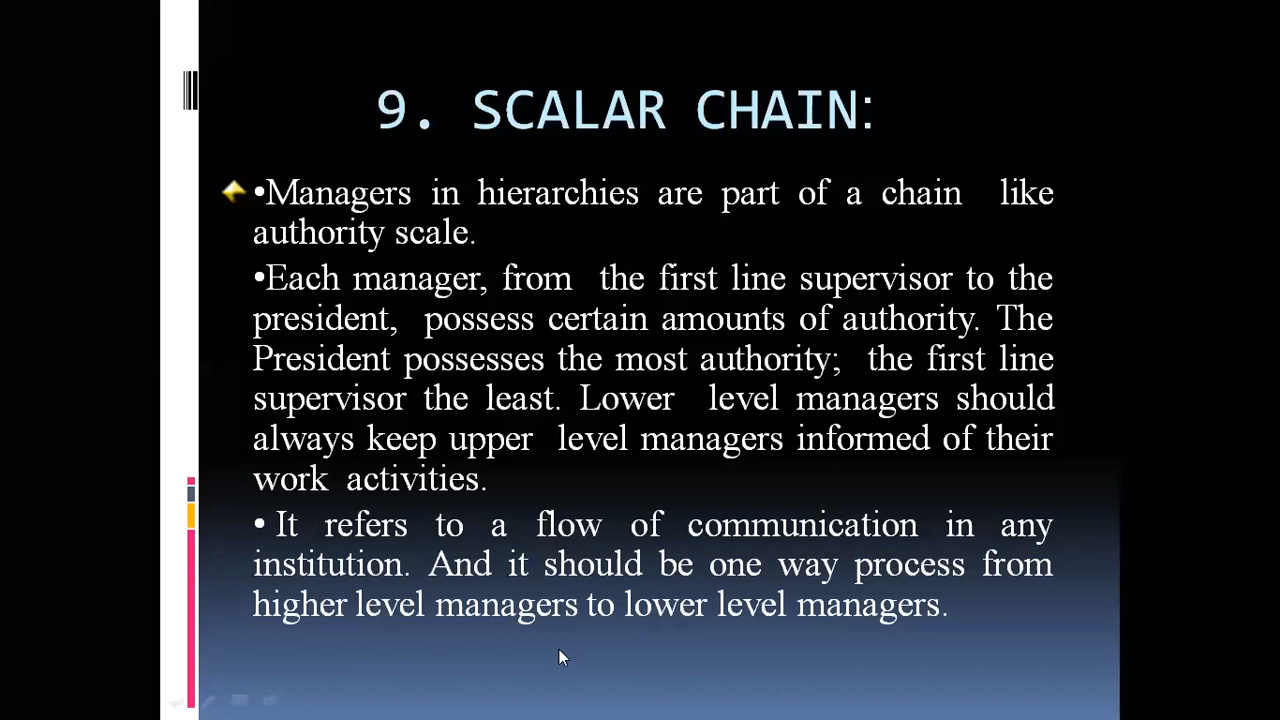 9. SCALAR CHAIN:
•Managers in hierarchies are part of a chain like
authority scale.
•Each manager, from the first line supervisor to the
president, possess certain amounts of authority. The
President possesses the most authority; the first line
supervisor the least. Lower level managers should
always keep upper level managers informed of their
work activities.
• It refers to a flow of communication in any
institution. And it should be one way process from
higher level managers to lower level managers.